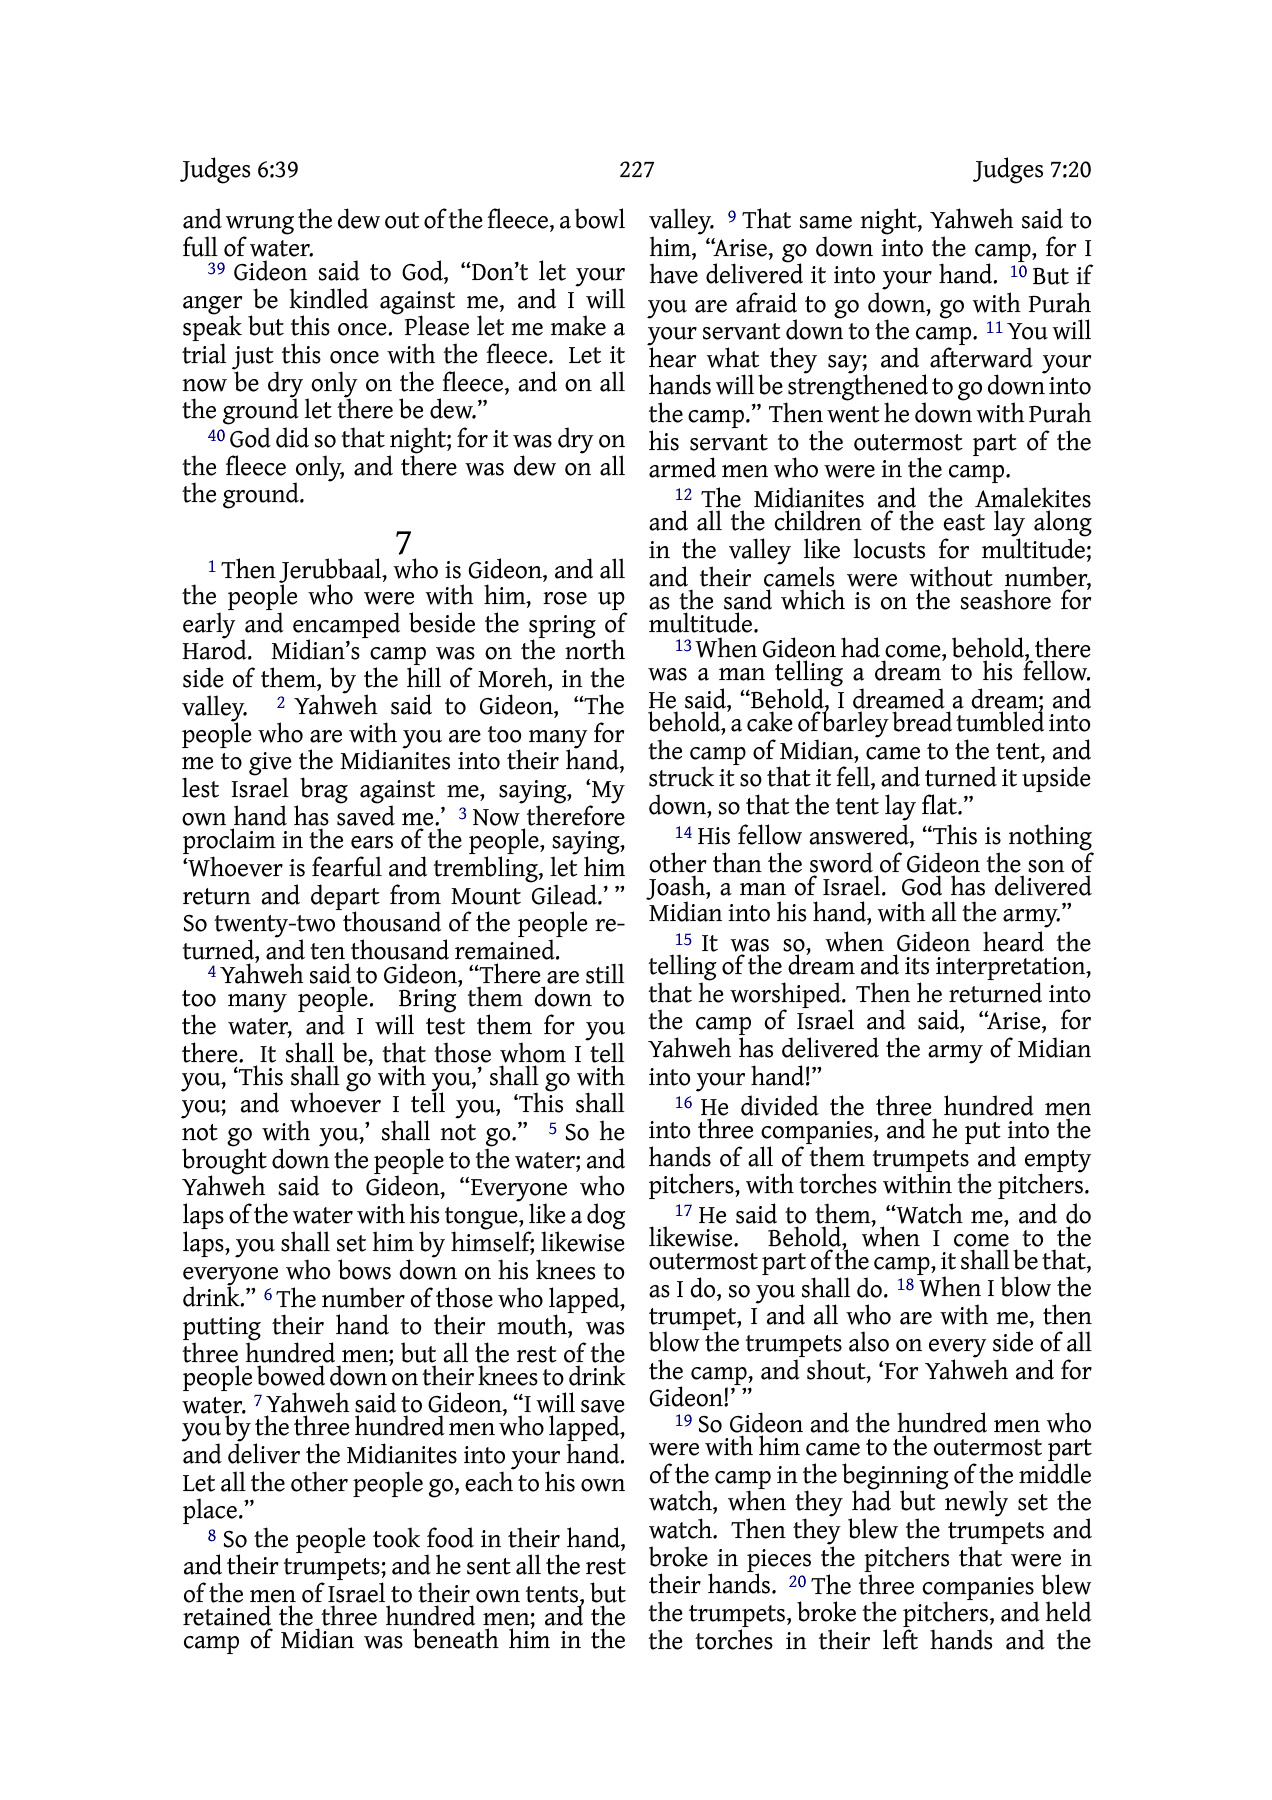 Judges 6:39 227 Judges 7:20
and wrung the dew out of the fleece, a bowl
full of water.
39 Gideon said to God, “Don’t let your
anger be kindled against me, and I will
speak but this once. Please let me make a
trial just this once with the fleece. Let it
now be dry only on the fleece, and on all
the ground let there be dew.”
40 God did so that night; for it was dry on
the fleece only, and there was dew on all
the ground.
7
1 Then Jerubbaal, who is Gideon, and all
the people who were with him, rose up
early and encamped beside the spring of
Harod. Midian’s camp was on the north
side of them, by the hill of Moreh, in the
valley. 2 Yahweh said to Gideon, “The
people who are with you are too many for
me to give the Midianites into their hand,
lest Israel brag against me, saying, ‘My
own hand has saved me.’ 3 Now therefore
proclaim in the ears of the people, saying,
‘Whoever is fearful and trembling, let him
return and depart from Mount Gilead.’ ”
So twenty-two thousand of the people re-
turned, and ten thousand remained.
4 Yahweh said to Gideon, “There are still
too many people. Bring them down to
the water, and I will test them for you
there. It shall be, that those whom I tell
you, ‘This shall go with you,’ shall go with
you; and whoever I tell you, ‘This shall
not go with you,’ shall not go.” 5 So he
brought down the people to the water; and
Yahweh said to Gideon, “Everyone who
laps of the water with his tongue, like a dog
laps, you shall set him by himself; likewise
everyone who bows down on his knees to
drink.” 6 The number of those who lapped,
putting their hand to their mouth, was
three hundred men; but all the rest of the
people bowed down on their knees to drink
water. 7 Yahweh said to Gideon, “I will save
you by the three hundred men who lapped,
and deliver the Midianites into your hand.
Let all the other people go, each to his own
place.”
8 So the people took food in their hand,
and their trumpets; and he sent all the rest
of the men of Israel to their own tents, but
retained the three hundred men; and the
camp of Midian was beneath him in the
valley. 9 That same night, Yahweh said to
him, “Arise, go down into the camp, for I
have delivered it into your hand. 10 But if
you are afraid to go down, go with Purah
your servant down to the camp. 11 You will
hear what they say; and afterward your
hands will be strengthened to go down into
the camp.” Then went he down with Purah
his servant to the outermost part of the
armed men who were in the camp.
12 The Midianites and the Amalekites
and all the children of the east lay along
in the valley like locusts for multitude;
and their camels were without number,
as the sand which is on the seashore for
multitude.
13 When Gideon had come, behold, there
was a man telling a dream to his fellow.
He said, “Behold, I dreamed a dream; and
behold, a cake of barley bread tumbled into
the camp of Midian, came to the tent, and
struck it so that it fell, and turned it upside
down, so that the tent lay flat.”
14 His fellow answered, “This is nothing
other than the sword of Gideon the son of
Joash, a man of Israel. God has delivered
Midian into his hand, with all the army.”
15 It was so, when Gideon heard the
telling of the dream and its interpretation,
that he worshiped. Then he returned into
the camp of Israel and said, “Arise, for
Yahweh has delivered the army of Midian
into your hand!”
16 He divided the three hundred men
into three companies, and he put into the
hands of all of them trumpets and empty
pitchers, with torches within the pitchers.
17 He said to them, “Watch me, and do
likewise. Behold, when I come to the
outermost part of the camp, it shall be that,
as I do, so you shall do. 18 When I blow the
trumpet, I and all who are with me, then
blow the trumpets also on every side of all
the camp, and shout, ‘For Yahweh and for
Gideon!’ ”
19 So Gideon and the hundred men who
were with him came to the outermost part
of the camp in the beginning of the middle
watch, when they had but newly set the
watch. Then they blew the trumpets and
broke in pieces the pitchers that were in
their hands. 20 The three companies blew
the trumpets, broke the pitchers, and held
the torches in their left hands and the